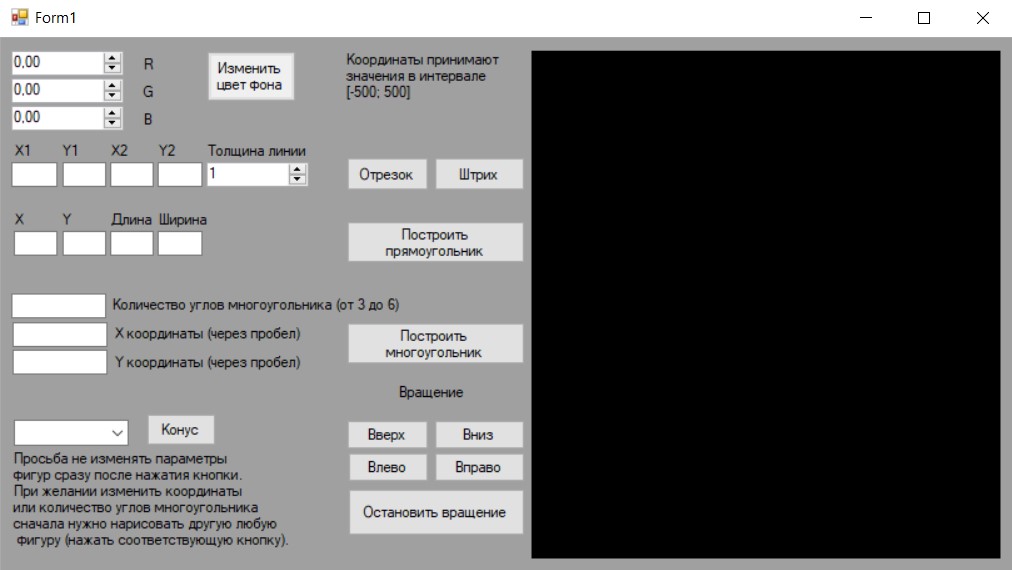 Form1
0,00
R
0,00
G
0,00
B
Изменить
цвет фона
Координаты принимают
значения в интервале
[-500; 500]
X1 Y1 X2 Y2 Толщина линии
1
Отрезок
Штрих
X Y Длина Ширина
Построить
прямоугольник
Количество углов многоугольника (от 3 до 6)
X координаты (через пробел)
Y координаты (через пробел)
Построить
многоугольник
Вращение
Конус
Вверх
Вниз
Влево
Вправо
Остановить вращение
Просьба не изменять параметры
фигур сразу после нажатия кнопки.
При желании изменить координаты
или количество углов многоугольника
сначала нужно нарисовать другую любую
фигуру (нажать соответствующую кнопку).